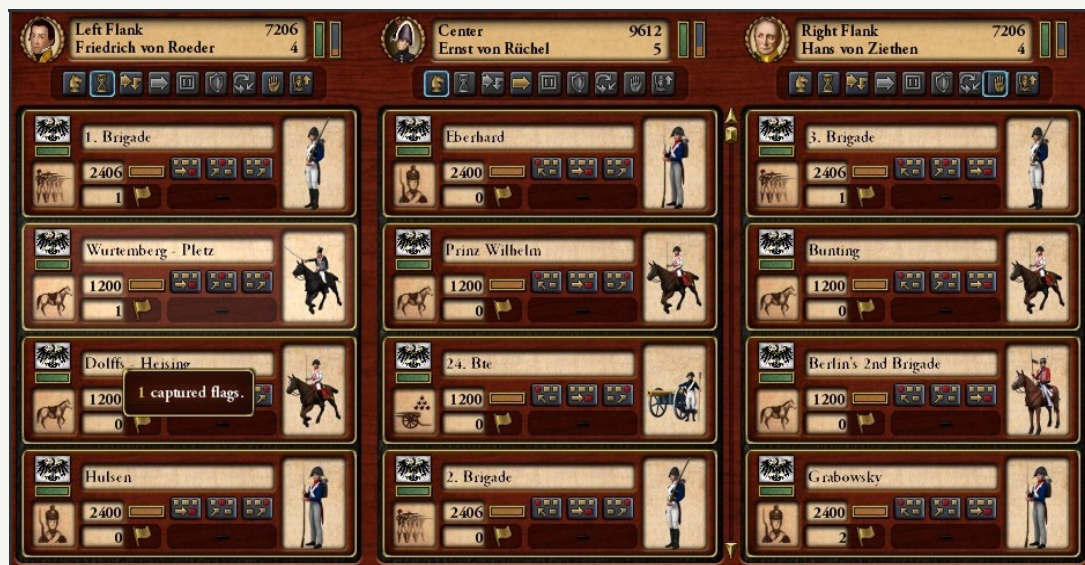 Left Flank 7206
Friedrich von Roeder 4
Center 9612
Ernst von Rüchel 5
Right Flank 7206
Hans von Ziethen 4
1. Brigade
2406
1
-
Wurtemberg - Pletz
1200
1
-
Dolffs - Heising
1 captured flags.
1200
0
-
Hulsen
2400
0
-
Eberhard
2400
0
-
Prinz Wilhelm
1200
0
-
24. Bte
1200
0
-
2. Brigade
2406
0
-
3. Brigade
2406
1
-
Bunting
1200
0
-
Berlin's 2nd Brigade
1200
0
-
Grabowsky
2400
2
-